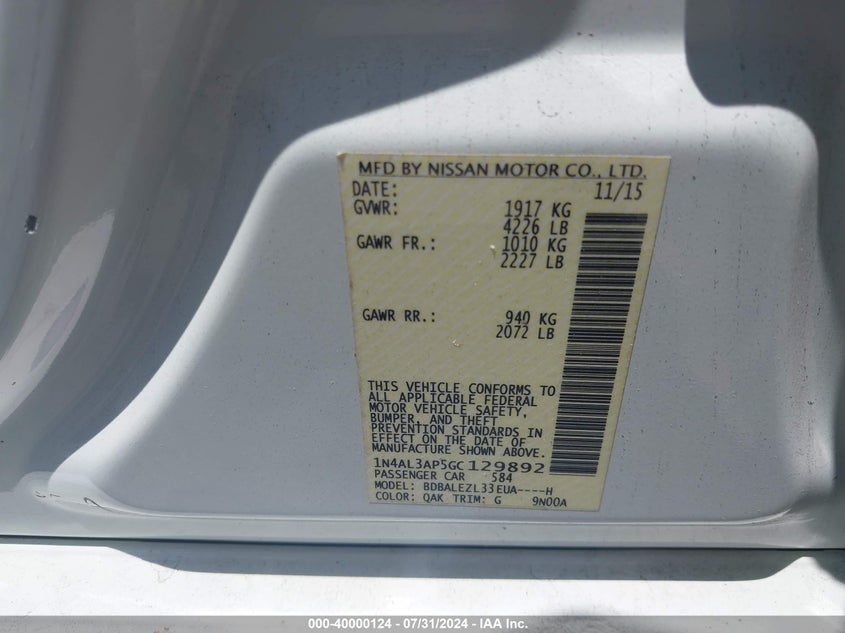 MFD BY NISSAN MOTOR CO., LTD.
DATE: 11/15
GVWR: 1917 KG
4226 LB
GAWR FR.: 1010 KG
2227 LB
GAWR RR.: 940 KG
2072 LB
THIS VEHICLE CONFORMS TO
ALL APPLICABLE FEDERAL
MOTOR VEHICLE SAFETY,
BUMPER, AND THEFT
PREVENTION STANDARDS IN
EFFECT ON THE DATE OF
MANUFACTURE SHOWN ABOVE.
1N4AL3AP5GC129892
PASSENGER CAR 584
MODEL: BDBALEZL33EUA----H
COLOR: QAK TRIM: G 9N00A
000-40000124 - 07/31/2024 - IAA Inc.